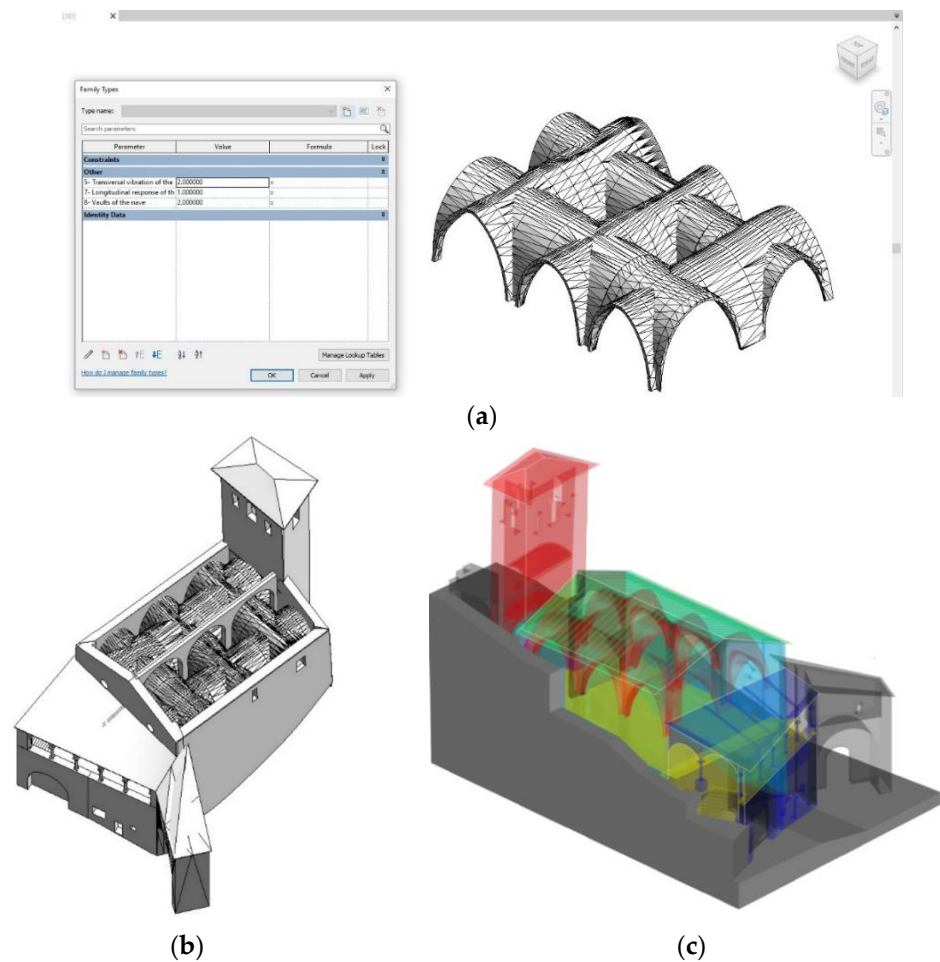 Family Types
Type name:
Search parameters
Parameter Value Formula Lock
Constraints
Other
5- Transversal vibration of the 2.000000 =
7- Longitudinal response of th 1.000000 =
8- Vaults of the nave 2.000000 =
Identity Data
Manage Lookup Tables
How do I manage family types?
OK Cancel Apply
(a)
(b)
(c)